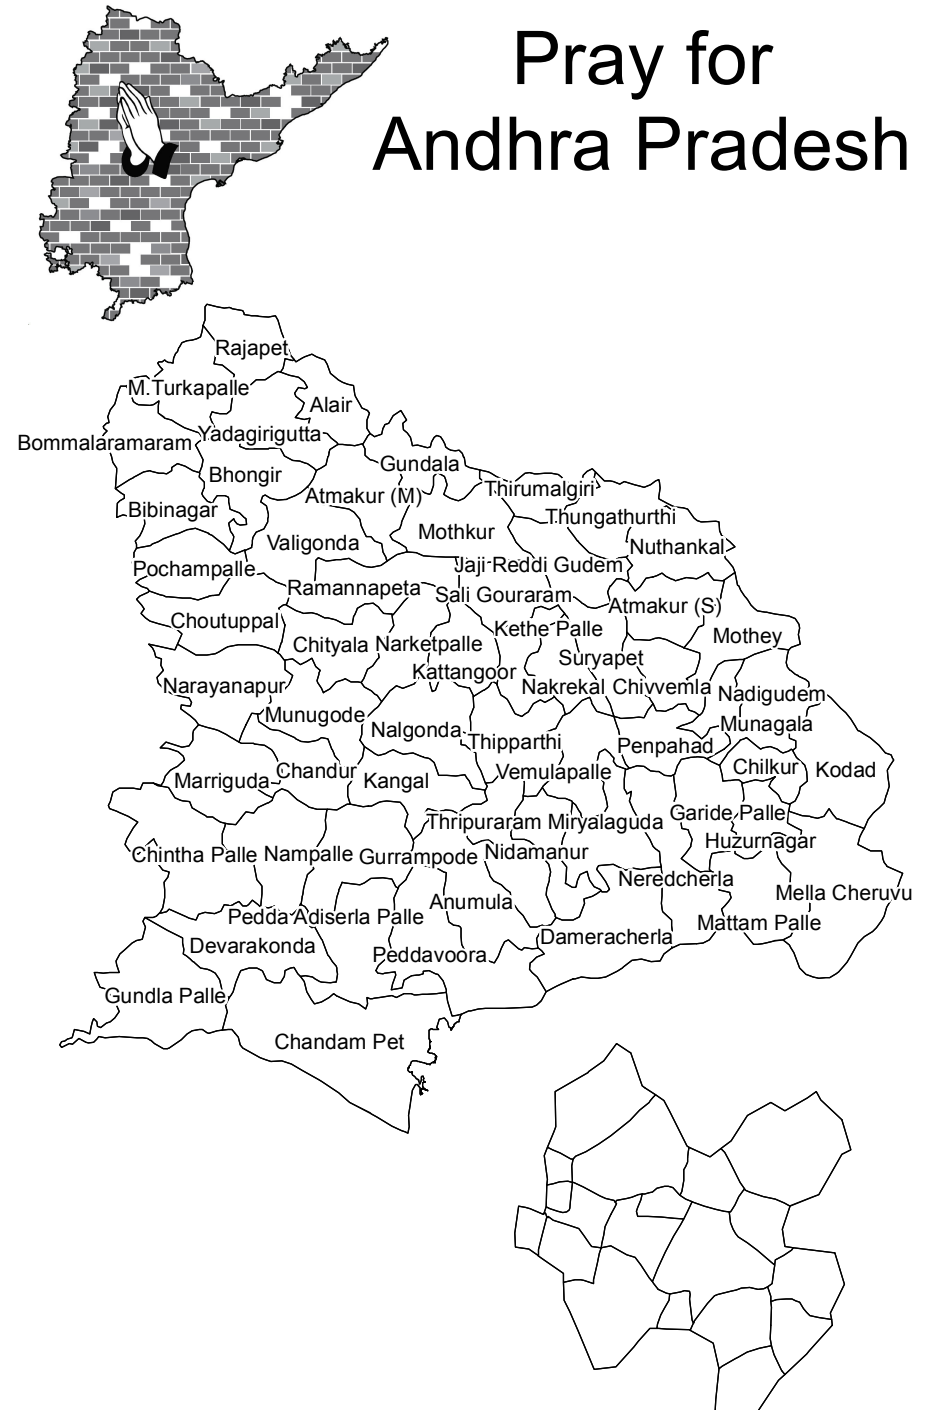 Pray for
Andhra Pradesh
Rajapet
M.Turkapalle
Alair
Bommalaramaram
Yadagirigutta
Gundala
Bhongir
Thirumalgiri
Atmakur (M)
Bibinagar
Thungathurthi
Mothkur
Valigonda
Nuthankal
Pochampalle
Jaji-Reddi Gudem
Ramannapeta
Sali Gouraram
Atmakur (S)
Choutuppal
Kethe Palle
Mothey
Chityala
Narketpalle
Suryapet
Kattangoor
Narayanapur
Nakrekal
Chivvemla
Nadigudem
Munugode
Munagala
Nalgonda
Thipparthi
Penpahad
Marriguda
Chandur
Kangal
Vemulapalle
Chilkur
Kodad
Garide Palle
Thripuraram
Miryalaguda
Huzurnagar
Chintha Palle
Nampalle
Gurrampode
Nidamanur
Neredcherla
Mella Cheruvu
Anumula
Pedda Adiserla Palle
Mattam Palle
Devarakonda
Dameracherla
Peddavoora
Gundla Palle
Chandam Pet